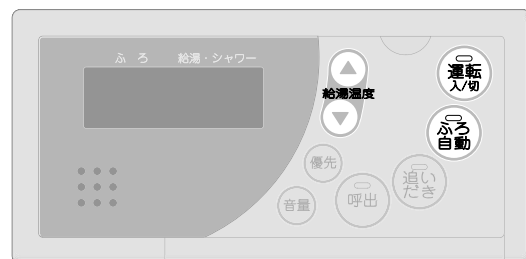 ふろ 給湯・シャワー
運転
入/切
給湯温度
ふろ
自動
優先
追い
だき
音量
呼出